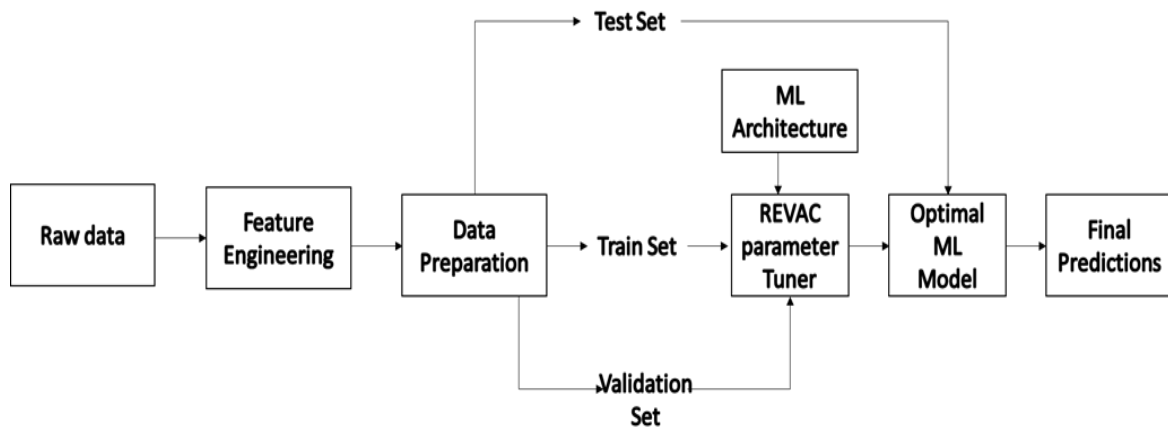 Test Set
ML
Architecture
Raw data
Feature
Engineering
Data
Preparation
Train Set
REVAC
parameter
Tuner
Optimal
ML
Model
Final
Predictions
Validation
Set